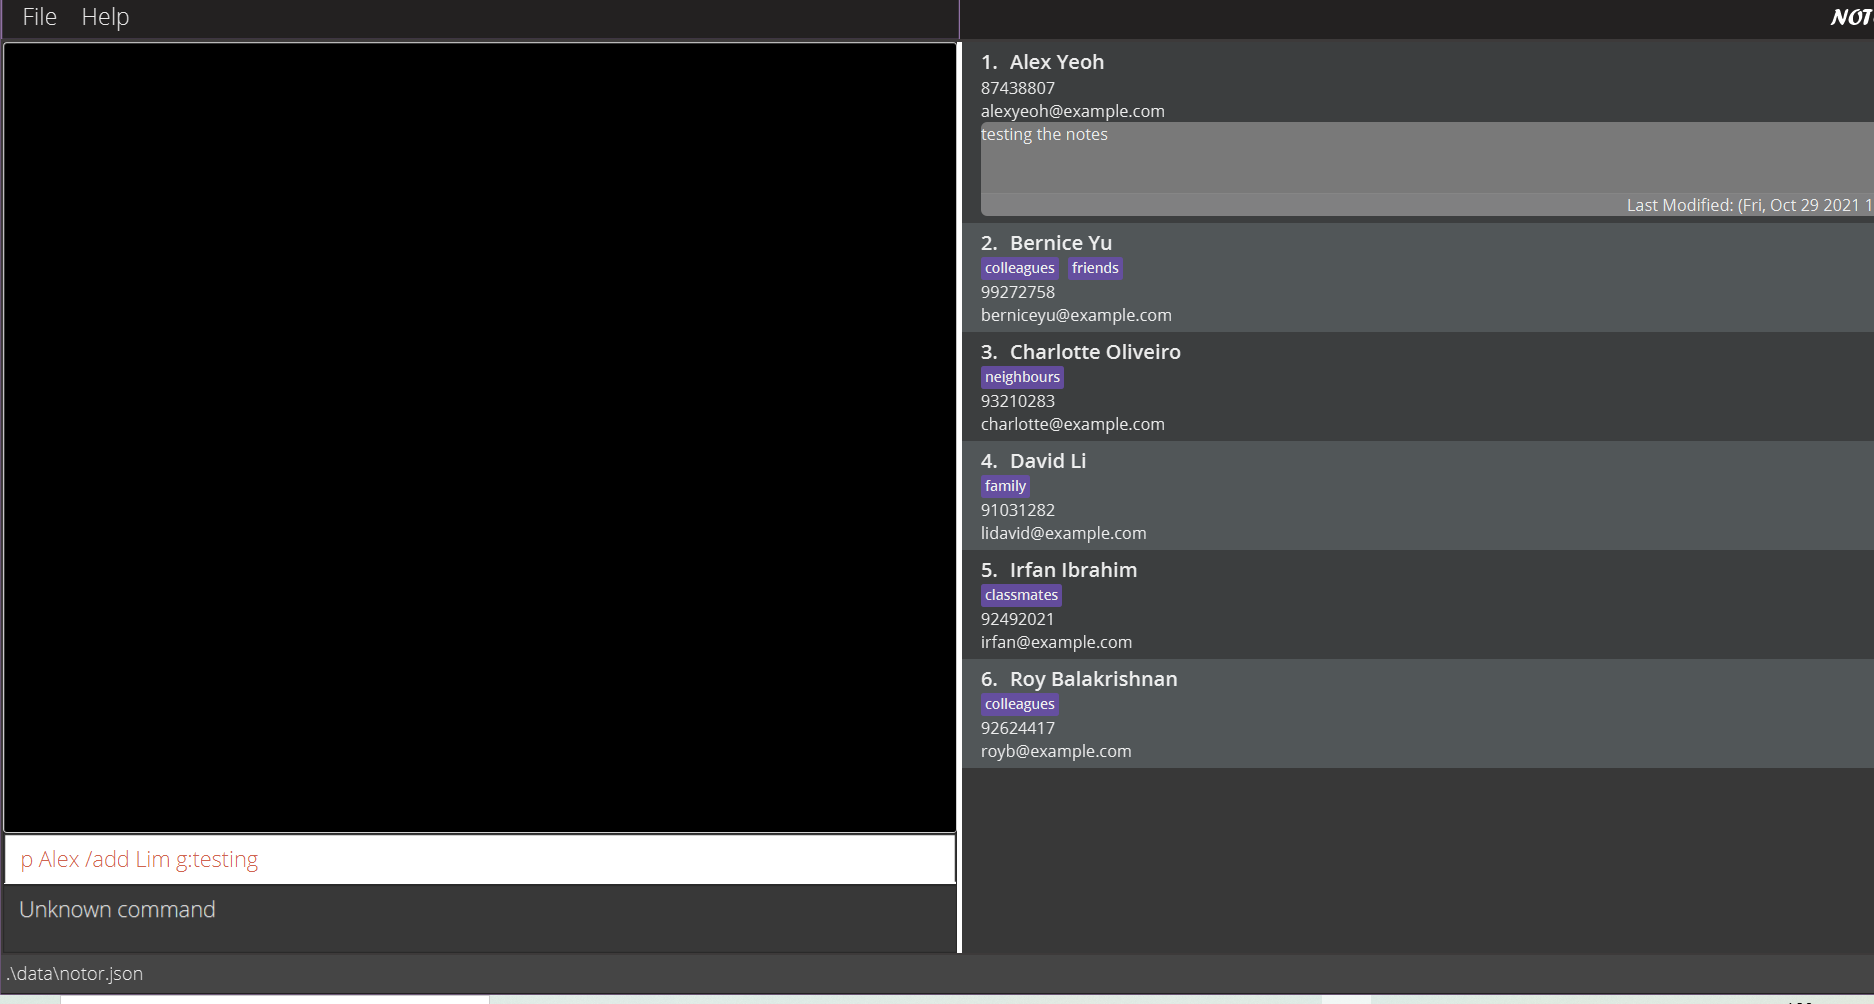 File Help
1. Alex Yeoh
87438807
alexyeoh@example.com
testing the notes
Last Modified: (Fri, Oct 29 2021 1
2. Bernice Yu
colleagues friends
99272758
berniceyu@example.com
3. Charlotte Oliveiro
neighbours
93210283
charlotte@example.com
4. David Li
family
91031282
lidavid@example.com
5. Irfan Ibrahim
classmates
92492021
irfan@example.com
6. Roy Balakrishnan
colleagues
92624417
royb@example.com
p Alex /add Lim g:testing
Unknown command
.\data\notor.json